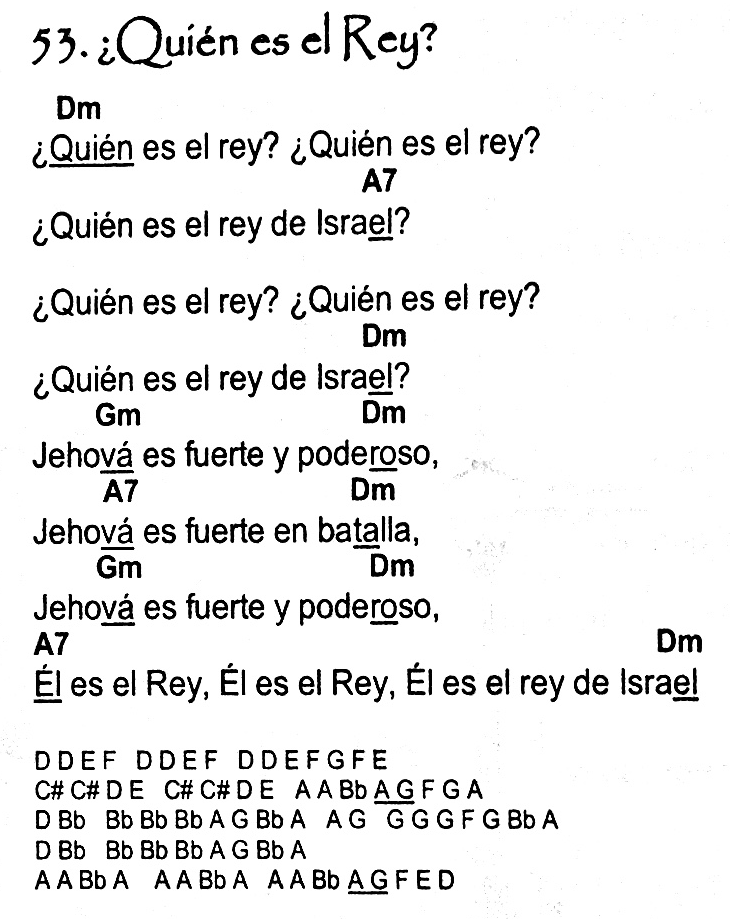 53. ¿Quién es el Rey?
Dm
¿Quién es el rey? ¿Quién es el rey?
A7
¿Quién es el rey de Israel?
¿Quién es el rey? ¿Quién es el rey?
Dm
¿Quién es el rey de Israel?
Gm Dm
Jehová es fuerte y poderoso,
A7 Dm
Jehová es fuerte en batalla,
Gm Dm
Jehová es fuerte y poderoso,
A7 Dm
Él es el Rey, Él es el Rey, Él es el rey de Israel
D D E F D D E F D D E F G F E
C# C# D E C# C# D E A A Bb A G F G A
D Bb Bb Bb Bb A G Bb A A G G G G F G Bb A
D Bb Bb Bb Bb A G Bb A
A A Bb A A A Bb A A A Bb A G F E D